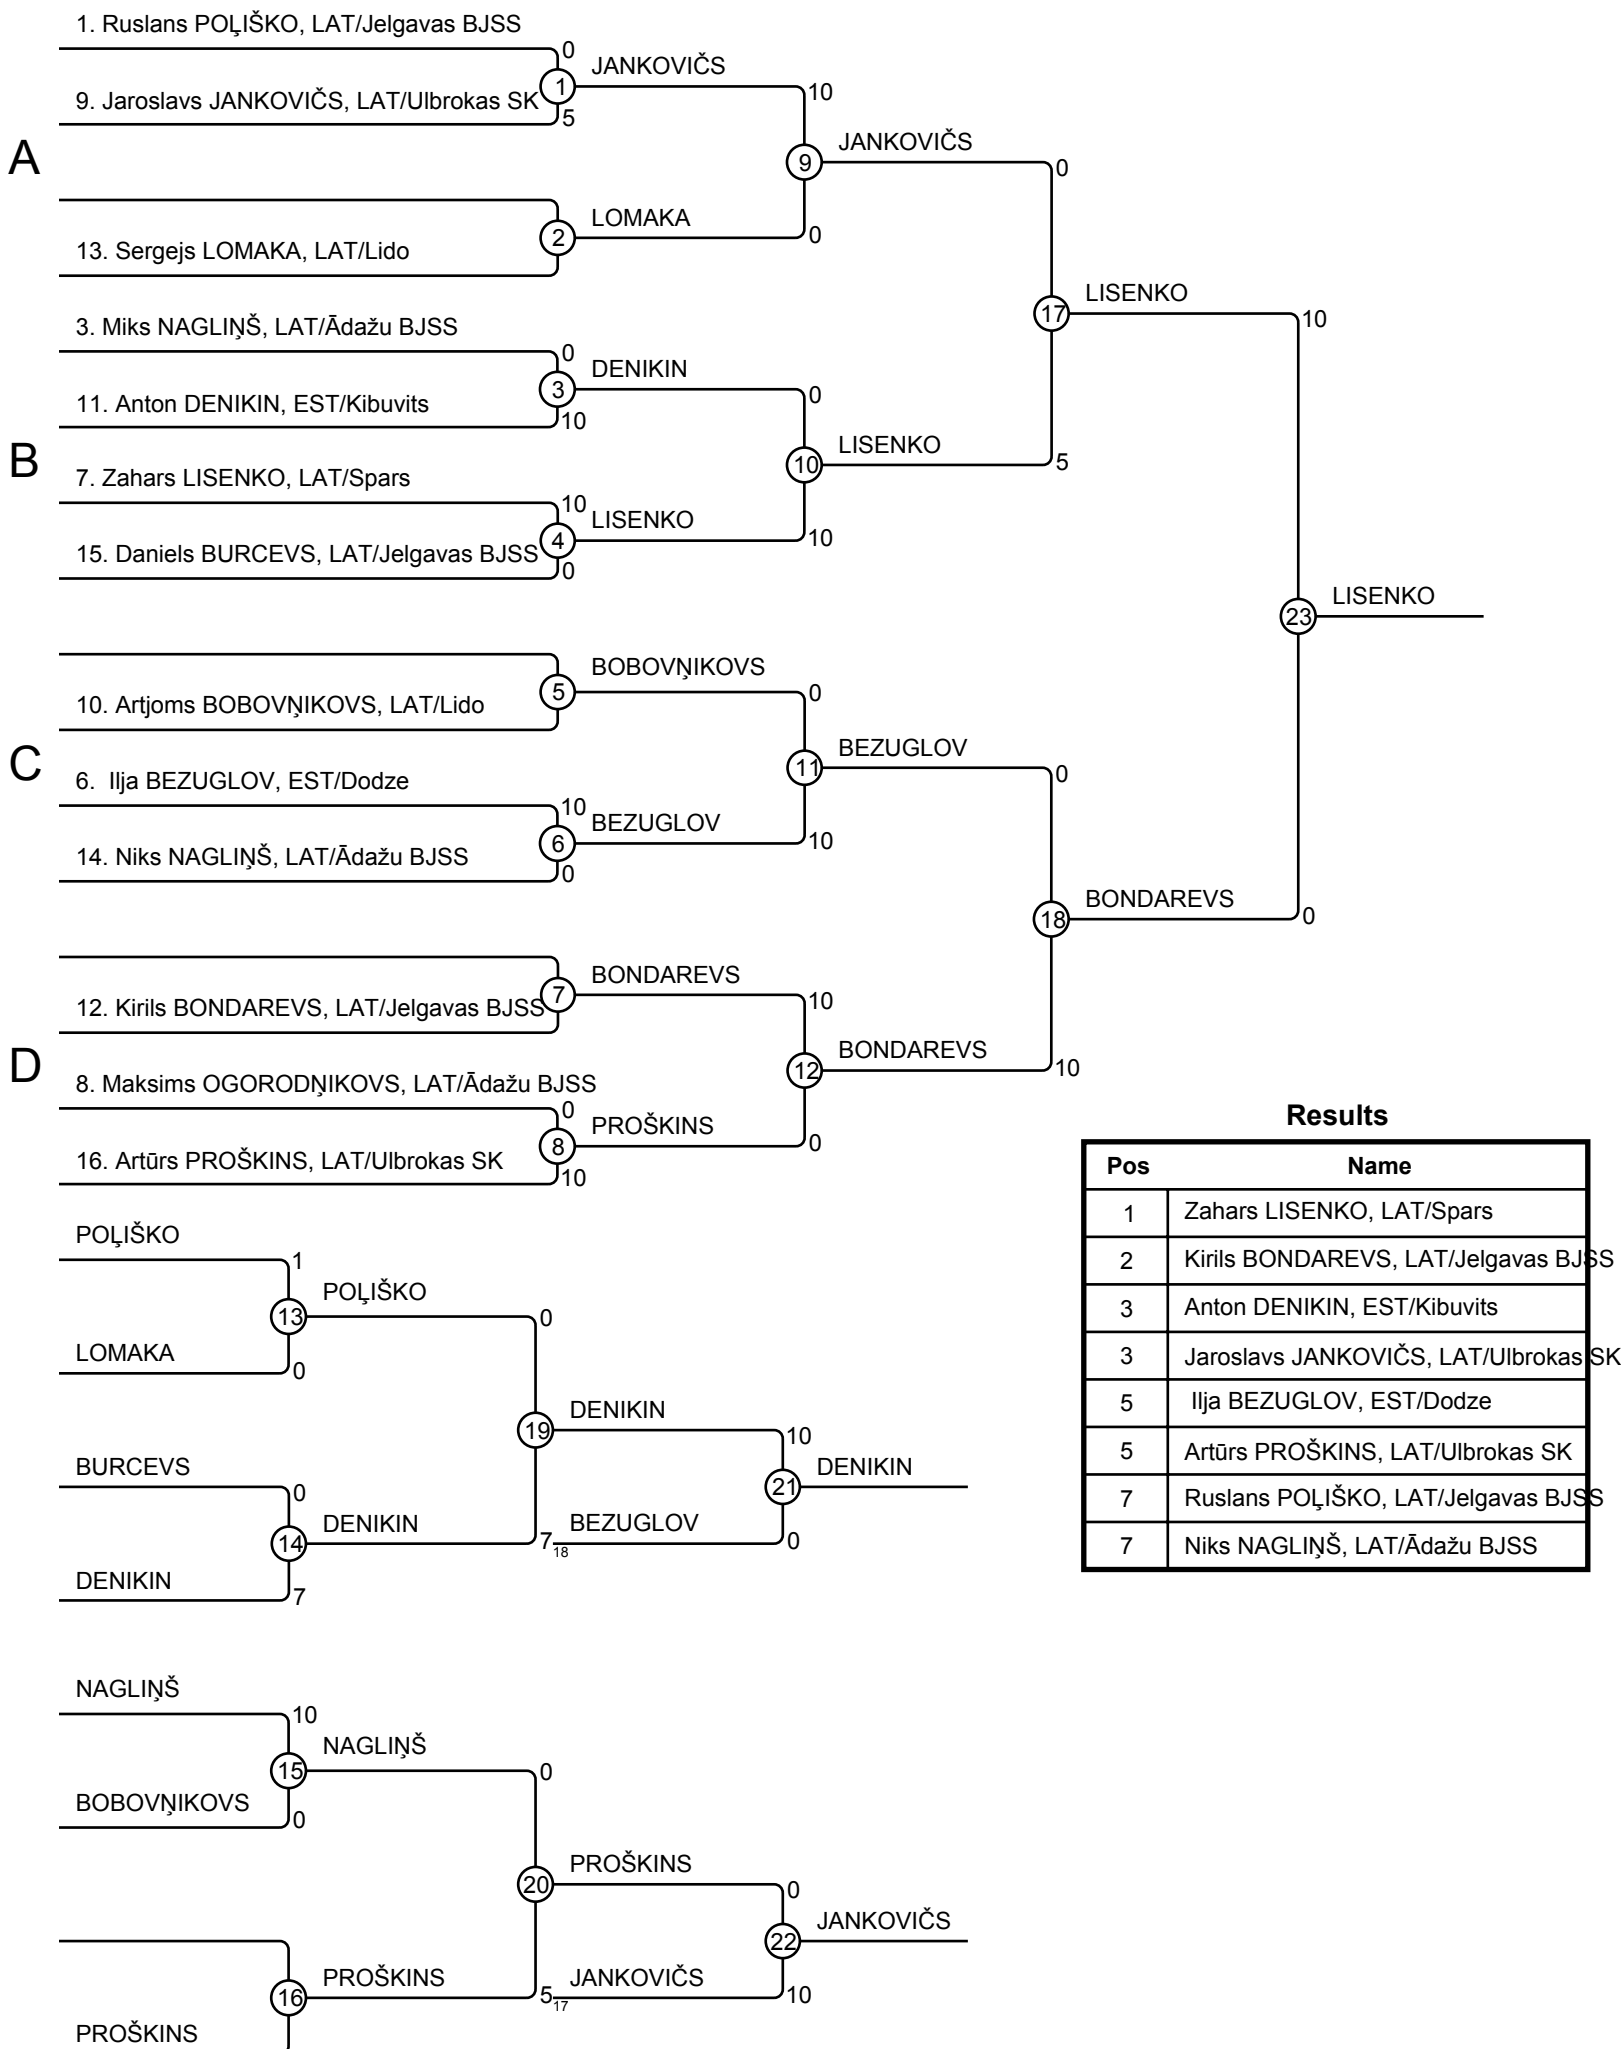 1. Ruslans POĻIŠKO, LAT/Jelgavas BJSS
0
JANKOVIČS
1
10
9. Jaroslavs JANKOVIČS, LAT/Ulbrokas SK
5
A
JANKOVIČS
9
0
LOMAKA
2
0
13. Sergejs LOMAKA, LAT/Lido
LISENKO
17
10
3. Miks NAGLIŅŠ, LAT/Ādažu BJSS
0
DENIKIN
3
0
11. Anton DENIKIN, EST/Kibuvits
10
B
LISENKO
10
5
7. Zahars LISENKO, LAT/Spars
10
LISENKO
4
10
15. Daniels BURCEVS, LAT/Jelgavas BJSS
0
LISENKO
23
BOBOVŅIKOVS
5
0
10. Artjoms BOBOVŅIKOVS, LAT/Lido
C
BEZUGLOV
11
0
6. Ilja BEZUGLOV, EST/Dodze
10
BEZUGLOV
6
10
14. Niks NAGLIŅŠ, LAT/Ādažu BJSS
0
BONDAREVS
18
0
BONDAREVS
7
10
12. Kirils BONDAREVS, LAT/Jelgavas BJSS
D
BONDAREVS
12
10
8. Maksims OGORODŅIKOVS, LAT/Ādažu BJSS
0
PROŠKINS
8
0
16. Artūrs PROŠKINS, LAT/Ulbrokas SK
10
Results
Pos Name
1 Zahars LISENKO, LAT/Spars
2 Kirils BONDAREVS, LAT/Jelgavas BJSS
3 Anton DENIKIN, EST/Kibuvits
3 Jaroslavs JANKOVIČS, LAT/Ulbrokas SK
5 Ilja BEZUGLOV, EST/Dodze
5 Artūrs PROŠKINS, LAT/Ulbrokas SK
7 Ruslans POĻIŠKO, LAT/Jelgavas BJSS
7 Niks NAGLIŅŠ, LAT/Ādažu BJSS
POĻIŠKO
1
POĻIŠKO
13
0
LOMAKA
0
DENIKIN
19
10
BURCEVS
0
DENIKIN
21
DENIKIN
14
7
18
BEZUGLOV
0
DENIKIN
7
NAGLIŅŠ
10
NAGLIŅŠ
15
0
BOBOVŅIKOVS
0
PROŠKINS
20
0
JANKOVIČS
22
PROŠKINS
16
5
17
JANKOVIČS
10
PROŠKINS